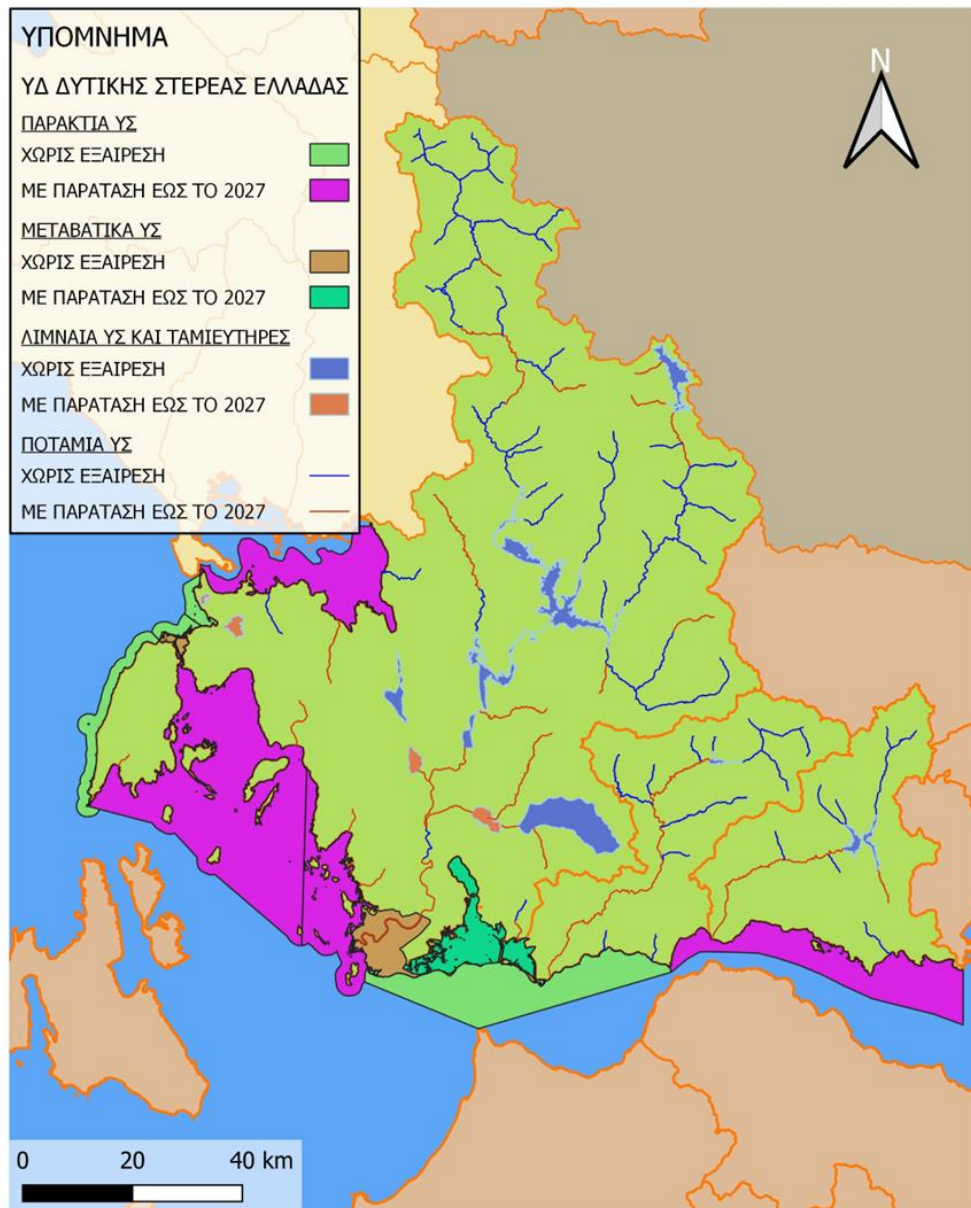 ΥΠΟΜΝΗΜΑ
ΥΔ ΔΥΤΙΚΗΣ ΣΤΕΡΕΑΣ ΕΛΛΑΔΑΣ
ΠΑΡΑΚΤΙΑ ΥΣ
ΧΩΡΙΣ ΕΞΑΙΡΕΣΗ
ΜΕ ΠΑΡΑΤΑΣΗ ΕΩΣ ΤΟ 2027
ΜΕΤΑΒΑΤΙΚΑ ΥΣ
ΧΩΡΙΣ ΕΞΑΙΡΕΣΗ
ΜΕ ΠΑΡΑΤΑΣΗ ΕΩΣ ΤΟ 2027
ΛΙΜΝΑΙΑ ΥΣ ΚΑΙ ΤΑΜΙΕΥΤΗΡΕΣ
ΧΩΡΙΣ ΕΞΑΙΡΕΣΗ
ΜΕ ΠΑΡΑΤΑΣΗ ΕΩΣ ΤΟ 2027
ΠΟΤΑΜΙΑ ΥΣ
ΧΩΡΙΣ ΕΞΑΙΡΕΣΗ
ΜΕ ΠΑΡΑΤΑΣΗ ΕΩΣ ΤΟ 2027
N
0 20 40 km